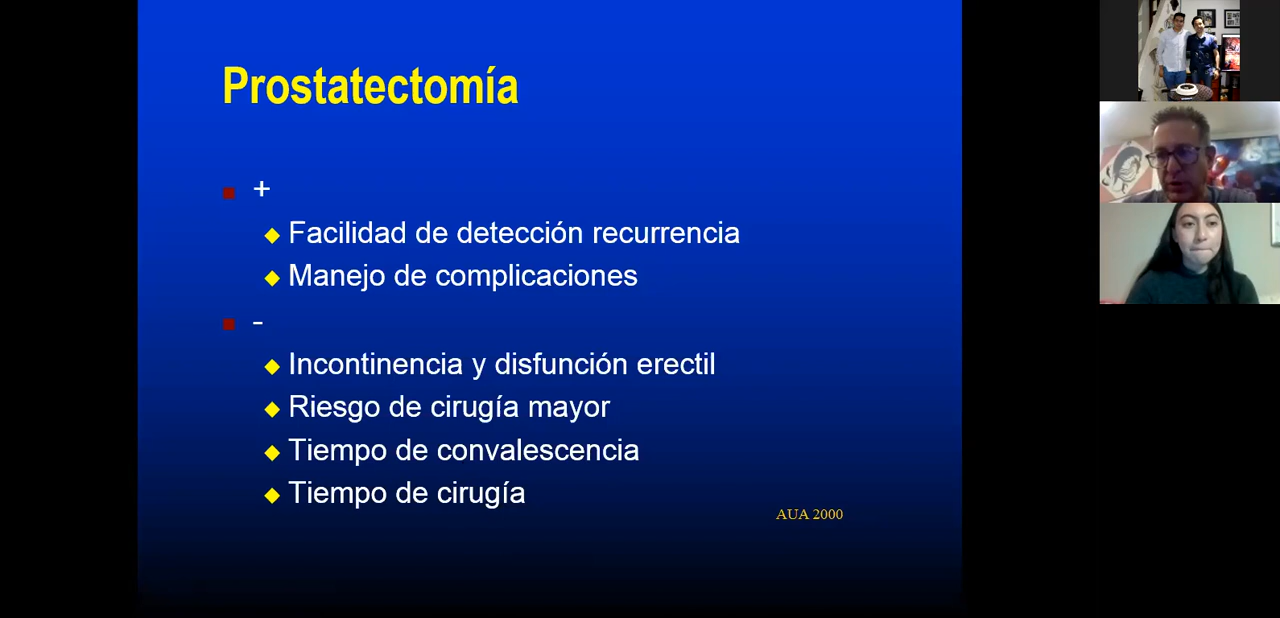 Prostatectomía
+
Facilidad de detección recurrencia
Manejo de complicaciones
-
Incontinencia y disfunción erectil
Riesgo de cirugía mayor
Tiempo de convalescencia
Tiempo de cirugía
AUA 2000